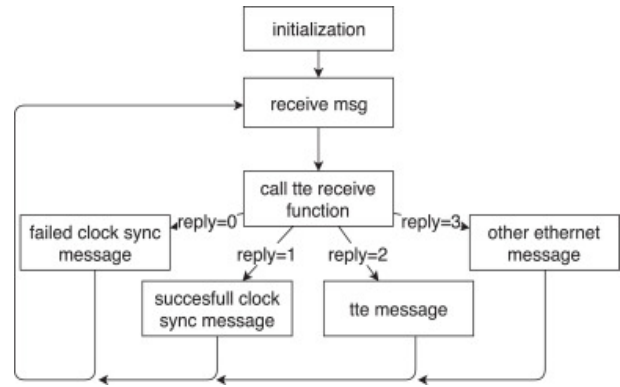 initialization
receive msg
call tte receive
function
reply=0
reply=3
failed clock sync
message
other ethernet
message
reply=1
reply=2
succesfull clock
sync message
tte message